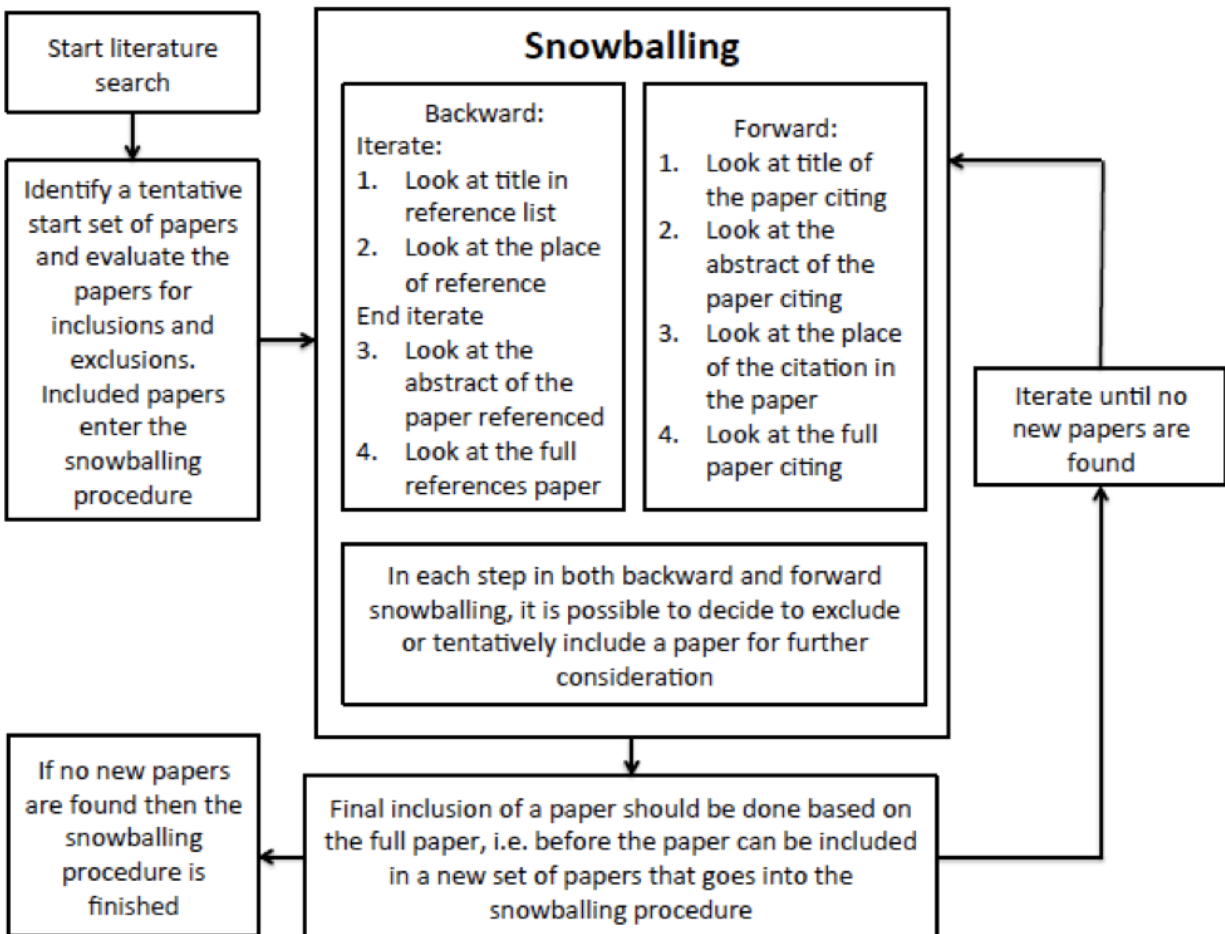 Start literature
search
Identify a tentative
start set of papers
and evaluate the
papers for
inclusions and
exclusions.
Included papers
enter the
snowballing
procedure
Snowballing
Backward:
Iterate:
1. Look at title in
reference list
2. Look at the place
of reference
End iterate
3. Look at the
abstract of the
paper referenced
4. Look at the full
references paper
Forward:
1. Look at title of
the paper citing
2. Look at the
abstract of the
paper citing
3. Look at the place
of the citation in
the paper
4. Look at the full
paper citing
In each step in both backward and forward
snowballing, it is possible to decide to exclude
or tentatively include a paper for further
consideration
Iterate until no
new papers are
found
If no new papers
are found then the
snowballing
procedure is
finished
Final inclusion of a paper should be done based on
the full paper, i.e. before the paper can be included
in a new set of papers that goes into the
snowballing procedure